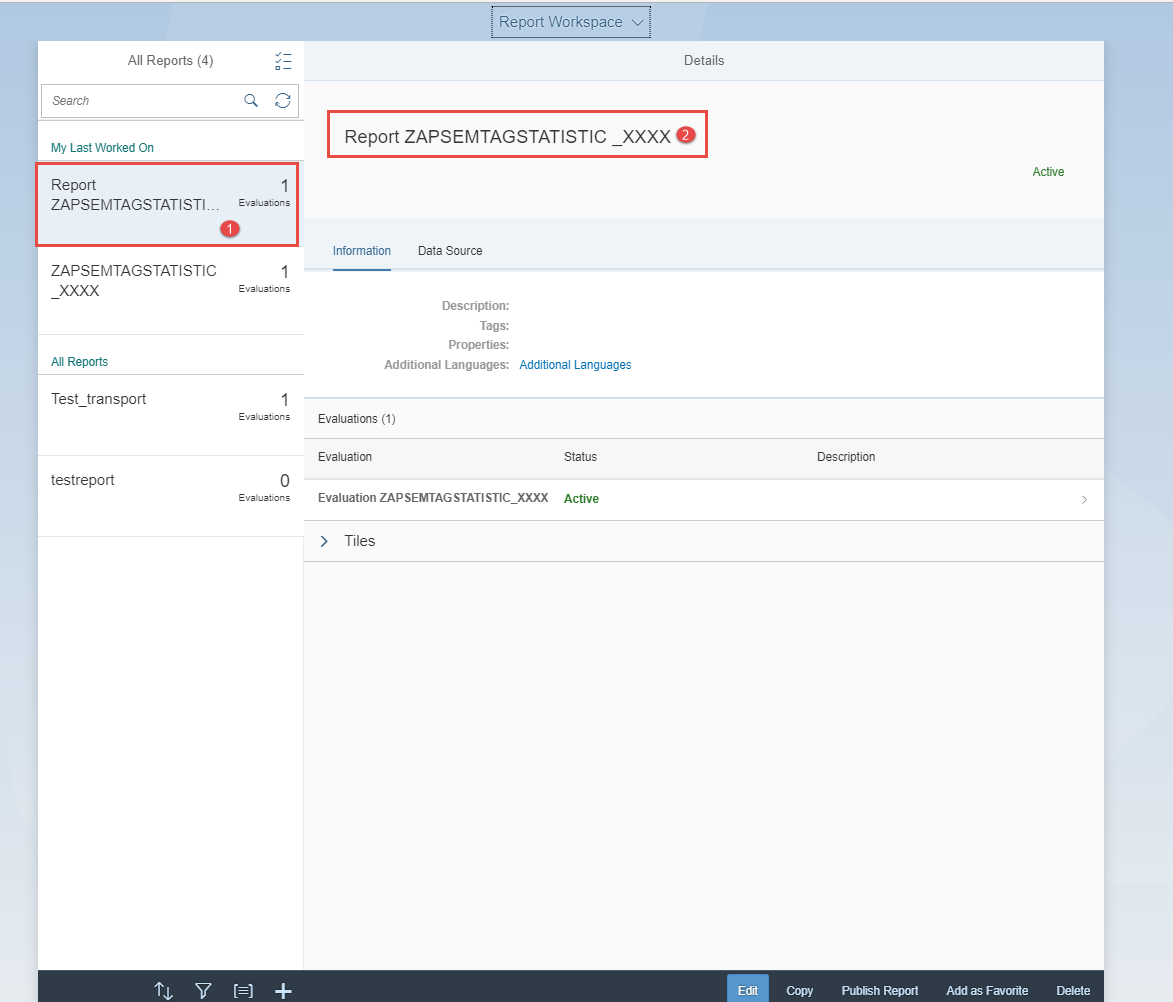 Report Workspace
All Reports (4)
Search
My Last Worked On
Report
ZAPSEMTAGSTATISTI...
1
Evaluations
1
ZAPSEMTAGSTATISTIC
_XXXX
1
Evaluations
All Reports
Test_transport
1
Evaluations
testreport
0
Evaluations
Details
Report ZAPSEMTAGSTATISTIC _XXXX
2
Active
Information
Data Source
Description:
Tags:
Properties:
Additional Languages: Additional Languages
Evaluations (1)
Evaluation Status Description
Evaluation ZAPSEMTAGSTATISTIC_XXXX Active
Tiles
Edit Copy Publish Report Add as Favorite Delete